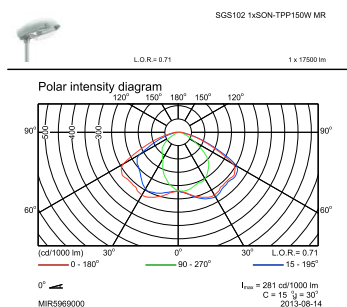 SGS102 1xSON-TPP150W MR
L.O.R.= 0.71
1 x 17500 lm
Polar intensity diagram
120° 150° 180° 150° 120°
90° 500 400 300 90°
60° 60°
(cd/1000 lm) 30° 0° 30° L.O.R.= 0.71
0 - 180° 90 - 270° 15 - 195°
0° Imax = 281 cd/1000 lm
C = 15 = 30°
MIR5969000 2013-08-14